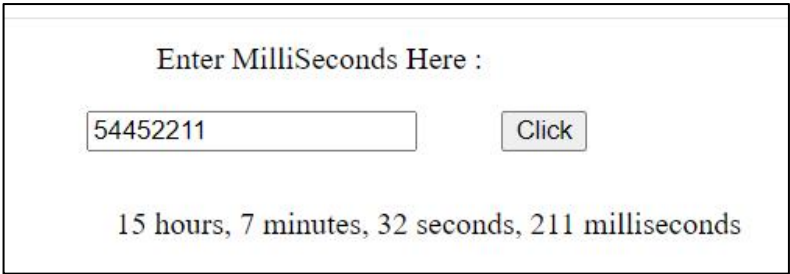 Enter MilliSeconds Here :
54452211 Click
15 hours, 7 minutes, 32 seconds, 211 milliseconds